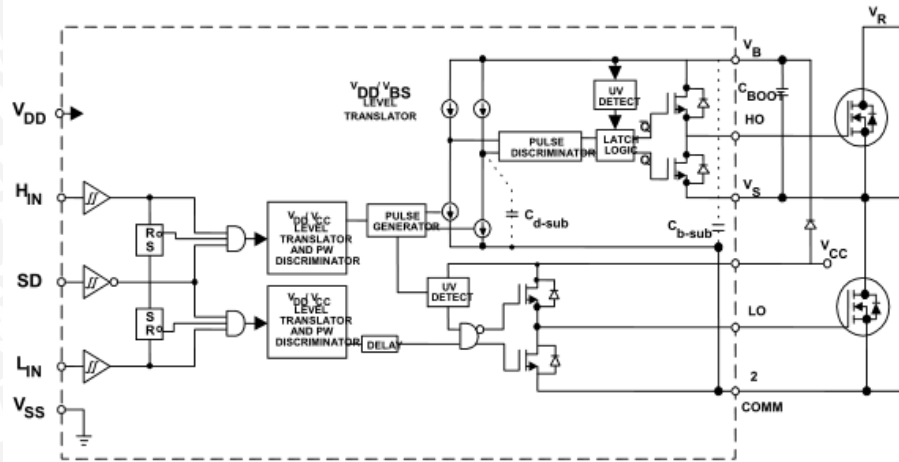 V_R
V_B
V_DD/V_BS
LEVEL
TRANSLATOR
UV
DETECT
C_BOOT
V_DD
HO
PULSE
DISCRIMINATOR
LATCH
LOGIC
Q
Q
H_IN
V_S
V_DD/V_CC
LEVEL
TRANSLATOR
AND PW
DISCRIMINATOR
PULSE
GENERATOR
C_d-sub
C_b-sub
R
S
V_CC
SD
UV
DETECT
V_DD/V_CC
LEVEL
TRANSLATOR
AND PW
DISCRIMINATOR
S
R
LO
DELAY
L_IN
2
V_SS
COMM